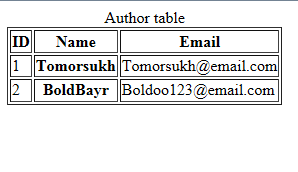 Author table
ID Name Email
1 Tomorsukh Tomorsukh@email.com
2 BoldBayr Boldoo123@email.com